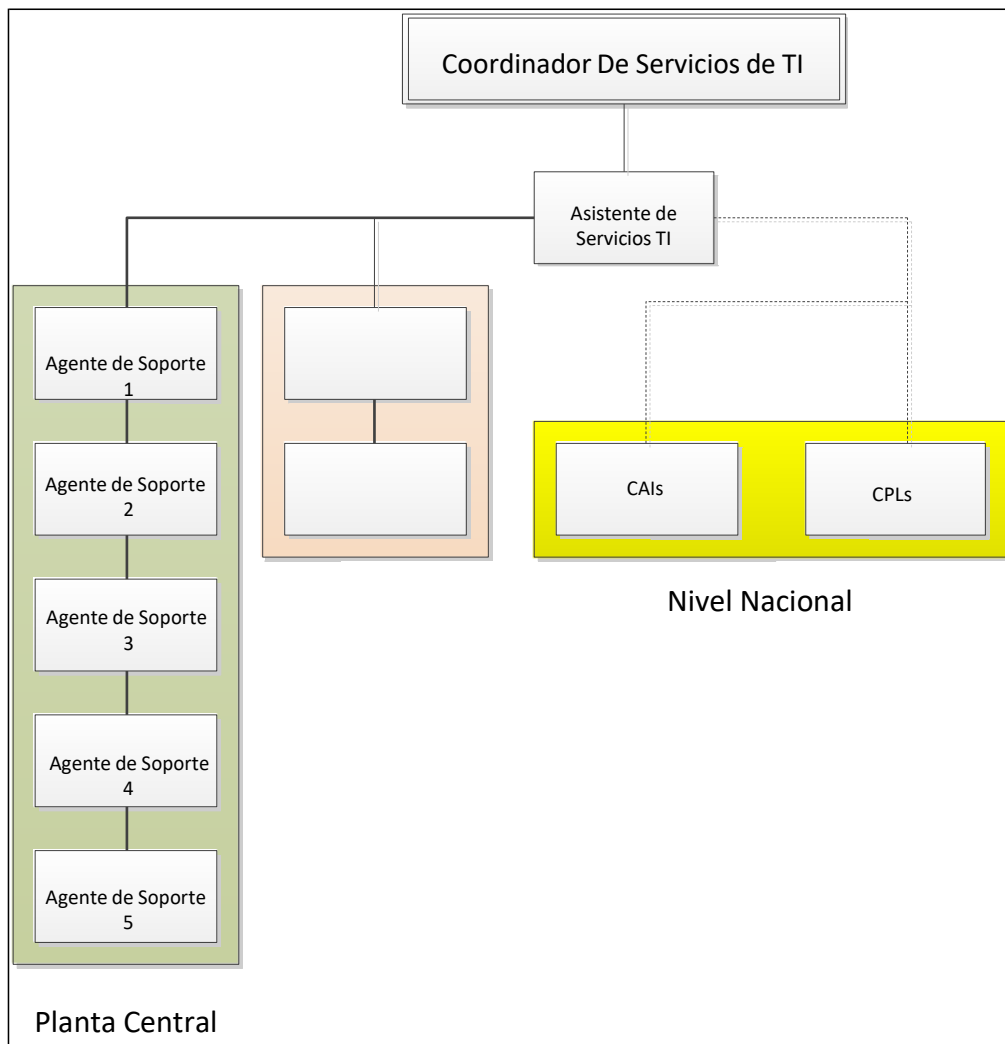 Coordinador De Servicios de TI
Asistente de
Servicios TI
Agente de Soporte
1
Agente de Soporte
2
Agente de Soporte
3
Agente de Soporte
4
Agente de Soporte
5
CAIs
CPLs
Nivel Nacional
Planta Central